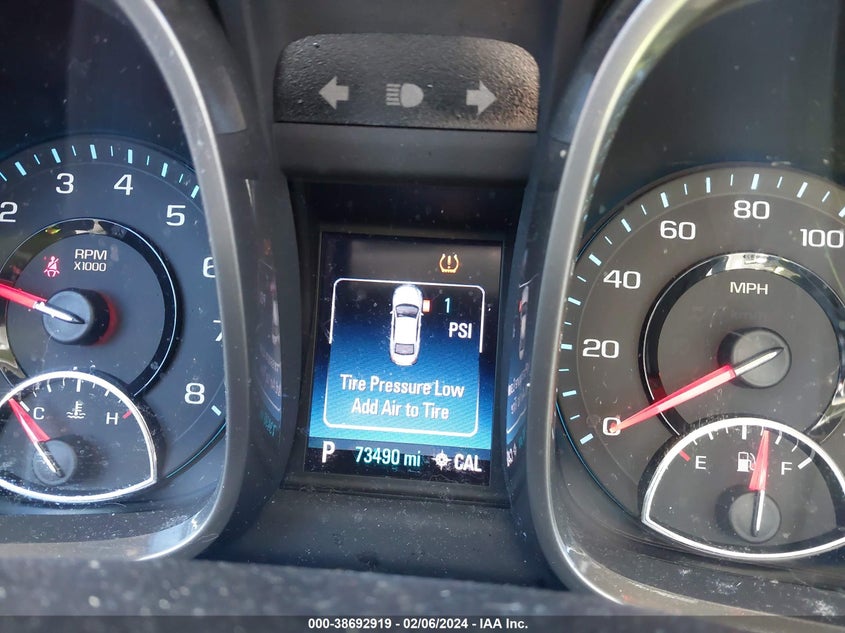 2 3 4 5 6 7 8
RPM
X1000
C H
1
PSI
Tire Pressure Low
Add Air to Tire
P 73490 mi CAL
0 20 40 60 80 100
MPH
E F
000-38692919 - 02/06/2024 - IAA Inc.